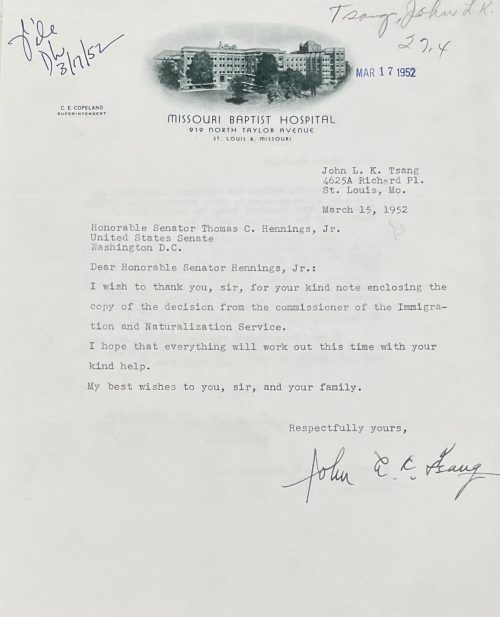 file
3/17/52
Tsang, John L.K.
27.4
MAR 17 1952
C. E. COPELAND
SUPERINTENDENT
MISSOURI BAPTIST HOSPITAL
919 NORTH TAYLOR AVENUE
ST. LOUIS 8, MISSOURI
John L. K. Tsang
4625A Richard Pl.
St. Louis, Mo.
March 15, 1952
Honorable Senator Thomas C. Hennings, Jr.
United States Senate
Washington D.C.
Dear Honorable Senator Hennings, Jr.:
I wish to thank you, sir, for your kind note enclosing the
copy of the decision from the commissioner of the Immigra-
tion and Naturalization Service.
I hope that everything will work out this time with your
kind help.
My best wishes to you, sir, and your family.
Respectfully yours,
John L. K. Tsang